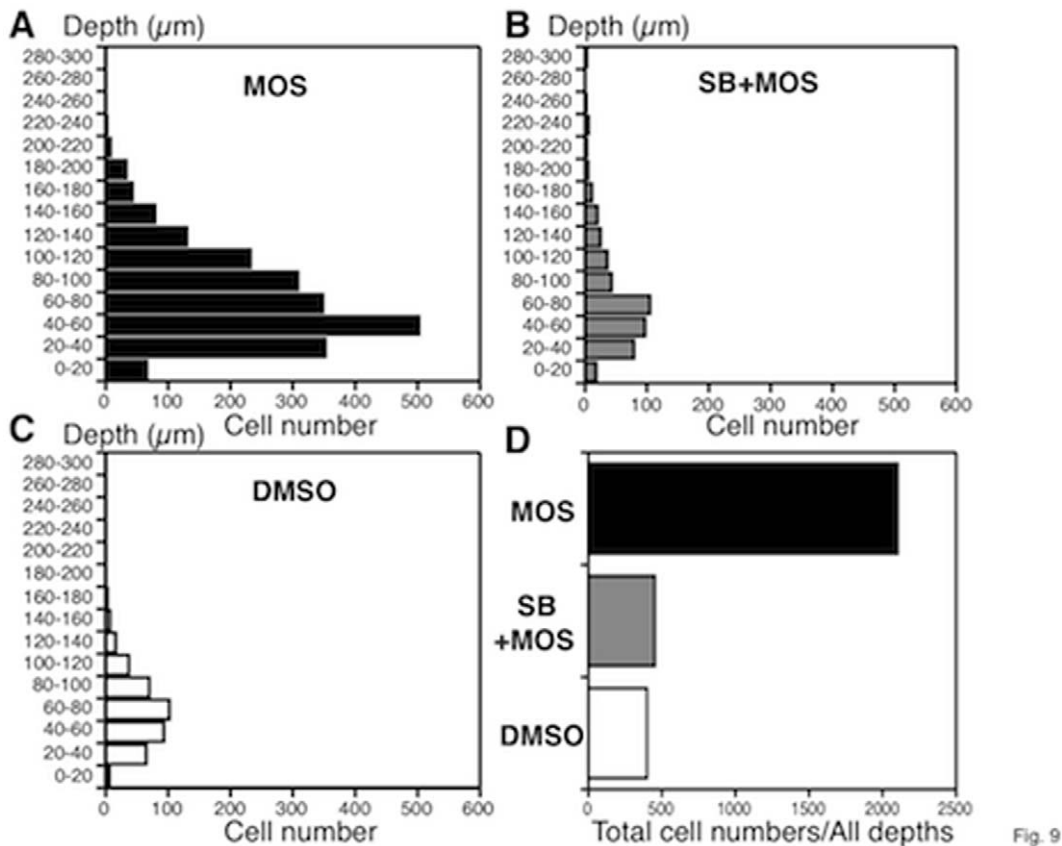 A Depth (µm)
280-300
260-280
240-260
220-240
200-220
180-200
160-180
140-160
120-140
100-120
80-100
60-80
40-60
20-40
0-20
MOS
0 100 200 300 400 500 600
Cell number
B Depth (µm)
280-300
260-280
240-260
220-240
200-220
180-200
160-180
140-160
120-140
100-120
80-100
60-80
40-60
20-40
0-20
SB+MOS
0 100 200 300 400 500 600
Cell number
C Depth (µm)
280-300
260-280
240-260
220-240
200-220
180-200
160-180
140-160
120-140
100-120
80-100
60-80
40-60
20-40
0-20
DMSO
0 100 200 300 400 500 600
Cell number
D
MOS
SB
+MOS
DMSO
0 500 1000 1500 2000 2500
Total cell numbers/All depths
Fig. 9